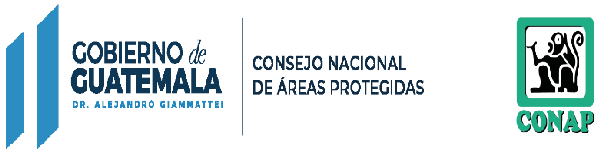 GOBIERNO de
GUATEMALA
DR. ALEJANDRO GIAMMATTEI
CONSEJO NACIONAL
DE ÁREAS PROTEGIDAS
CONAP